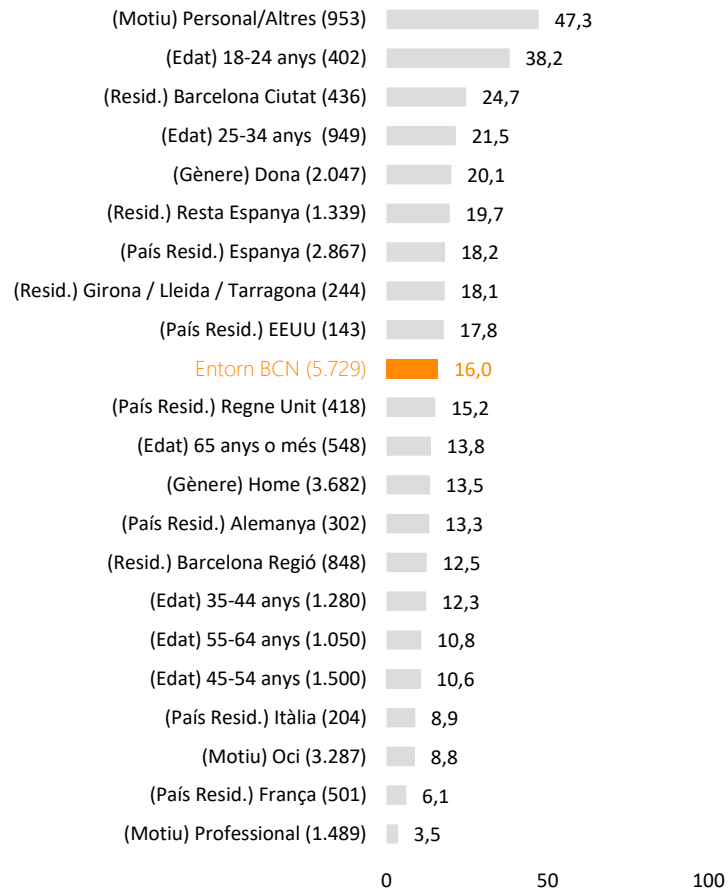 (Motiu) Personal/Altres (953) 47,3
(Edat) 18-24 anys (402) 38,2
(Resid.) Barcelona Ciutat (436) 24,7
(Edat) 25-34 anys  (949) 21,5
(Gènere) Dona (2.047) 20,1
(Resid.) Resta Espanya (1.339) 19,7
(País Resid.) Espanya (2.867) 18,2
(Resid.) Girona / Lleida / Tarragona (244) 18,1
(País Resid.) EEUU (143) 17,8
Entorn BCN (5.729) 16,0
(País Resid.) Regne Unit (418) 15,2
(Edat) 65 anys o més (548) 13,8
(Gènere) Home (3.682) 13,5
(País Resid.) Alemanya (302) 13,3
(Resid.) Barcelona Regió (848) 12,5
(Edat) 35-44 anys (1.280) 12,3
(Edat) 55-64 anys (1.050) 10,8
(Edat) 45-54 anys (1.500) 10,6
(País Resid.) Itàlia (204) 8,9
(Motiu) Oci (3.287) 8,8
(País Resid.) França (501) 6,1
(Motiu) Professional (1.489) 3,5
0 50 100